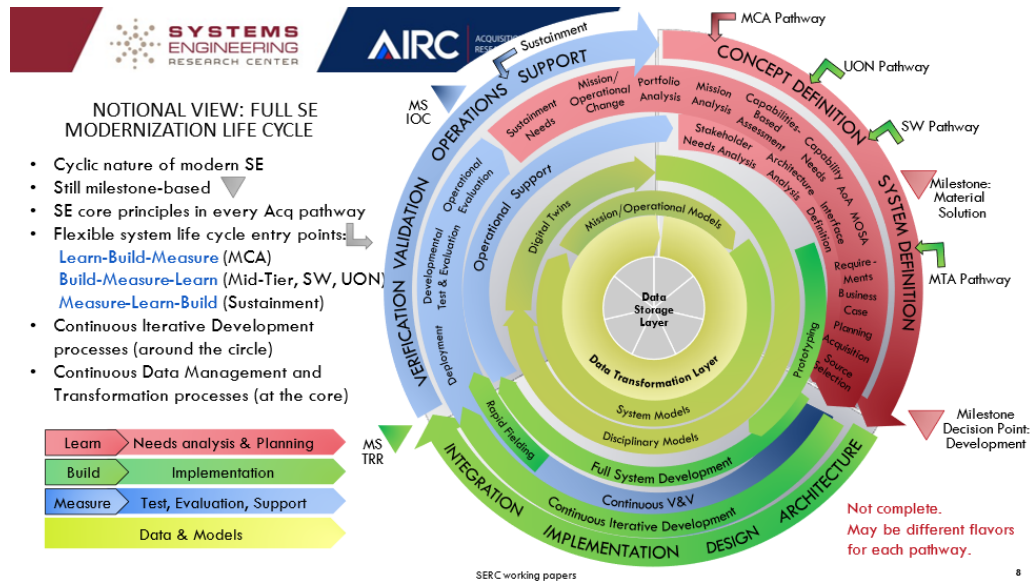 SYSTEMS
ENGINEERING
RESEARCH CENTER
AIRC
ACQUISITION
NOTIONAL VIEW: FULL SE
MODERNIZATION LIFE CYCLE
• Cyclic nature of modern SE
• Still milestone-based
• SE core principles in every Acq pathway
• Flexible system life cycle entry points:
Learn-Build-Measure (MCA)
Build-Measure-Learn (Mid-Tier, SW, UON)
Measure-Learn-Build (Sustainment)
• Continuous Iterative Development
processes (around the circle)
• Continuous Data Management and
Transformation processes (at the core)
Learn
Needs analysis & Planning
Build
Implementation
Measure
Test, Evaluation, Support
Data & Models
MS
IOC
MS
TRR
Sustainment
MCA Pathway
UON Pathway
SW Pathway
Milestone:
Material
Solution
MTA Pathway
Milestone
Decision Point:
Development
CONCEPT DEFINITION
SYSTEM DEFINITION
ARCHITECTURE
DESIGN
IMPLEMENTATION
INTEGRATION
VERIFICATION
VALIDATION
OPERATIONS
SUPPORT
Sustainment
Needs
Mission/
Operational
Change
Portfolio
Analysis
Mission
Analysis
Capabilities-
Based
Assessment
Capability
Needs
AoA
MOSA
Stakeholder
Needs Analysis
Architecture
Analysis
Interface
Definition
Require-
Ments
Business
Case
Planning
Acquisition
Source
Selection
Operational
Evaluation
Developmental
Test & Evaluation
Deployment
Operational Support
Digital Twins
Mission/Operational Models
Data
Storage
Layer
Data Transformation Layer
System Models
Disciplinary Models
Prototyping
Rapid Fielding
Full System Development
Continuous V&V
Continuous Iterative Development
Not complete.
May be different flavors
for each pathway.
SERC working papers
8